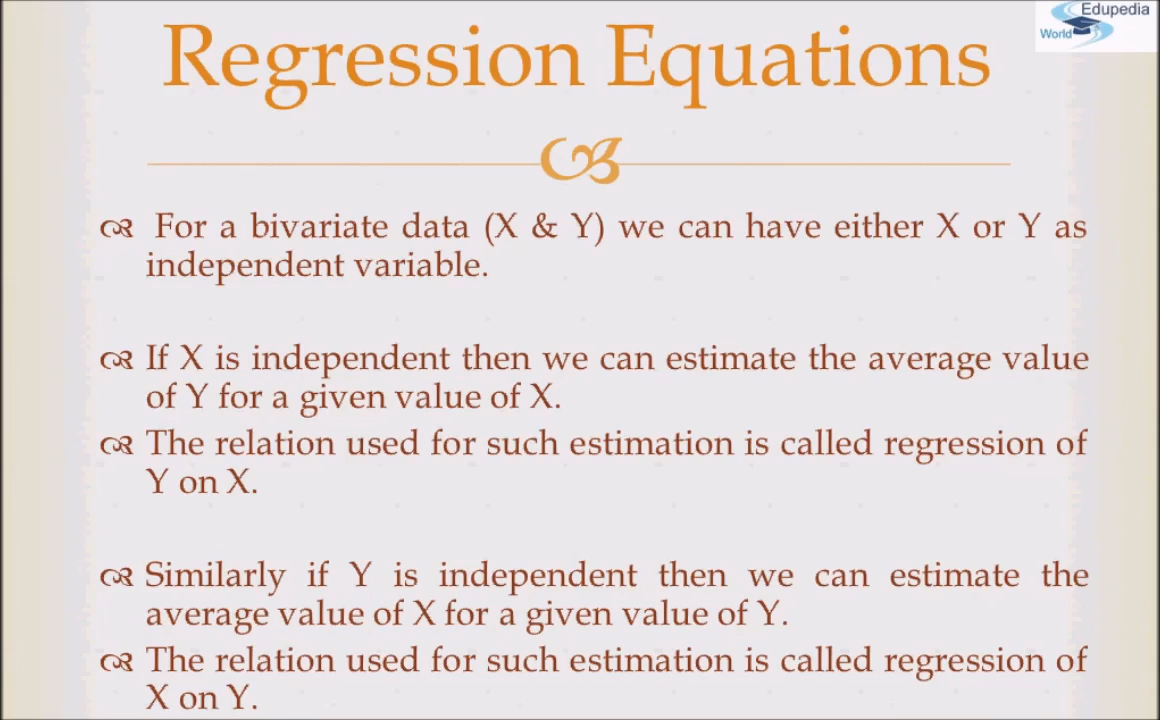 Edupedia
World
Regression Equations
For a bivariate data (X & Y) we can have either X or Y as
independent variable.
If X is independent then we can estimate the average value
of Y for a given value of X.
The relation used for such estimation is called regression of
Y on X.
Similarly if Y is independent then we can estimate the
average value of X for a given value of Y.
The relation used for such estimation is called regression of
X on Y.